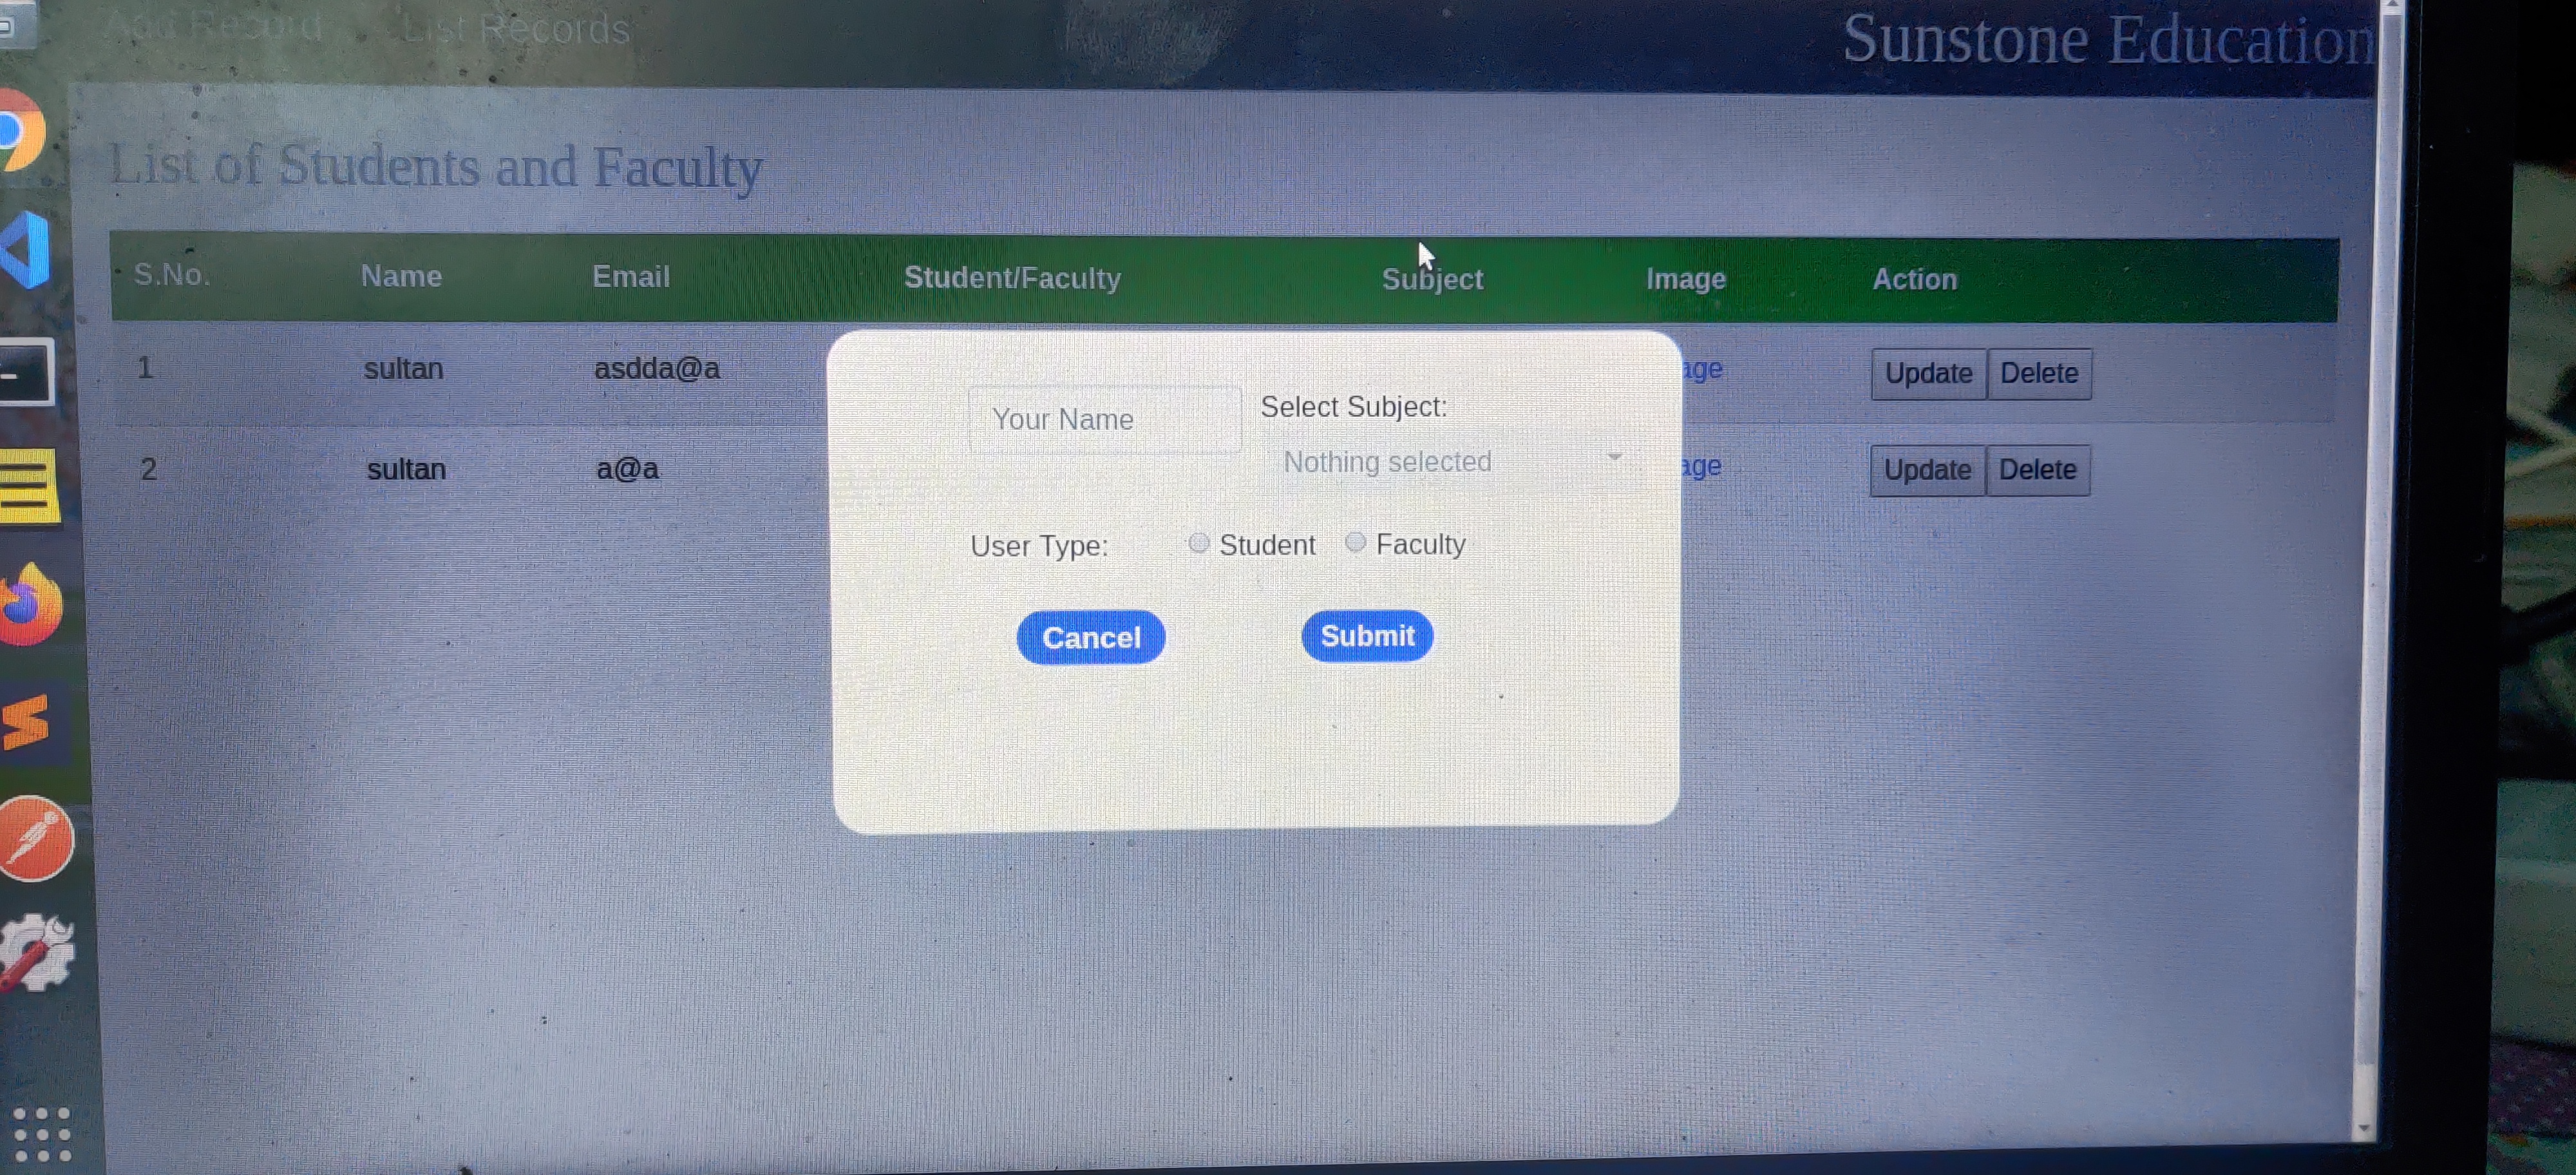 Add Record List Records Sunstone Education
List of Students and Faculty
S.No. Name Email Student/Faculty Subject Image Action
1 sultan asdda@a age Update Delete
2 sultan a@a age Update Delete
Your Name
Select Subject:
Nothing selected
User Type: Student Faculty
Cancel Submit